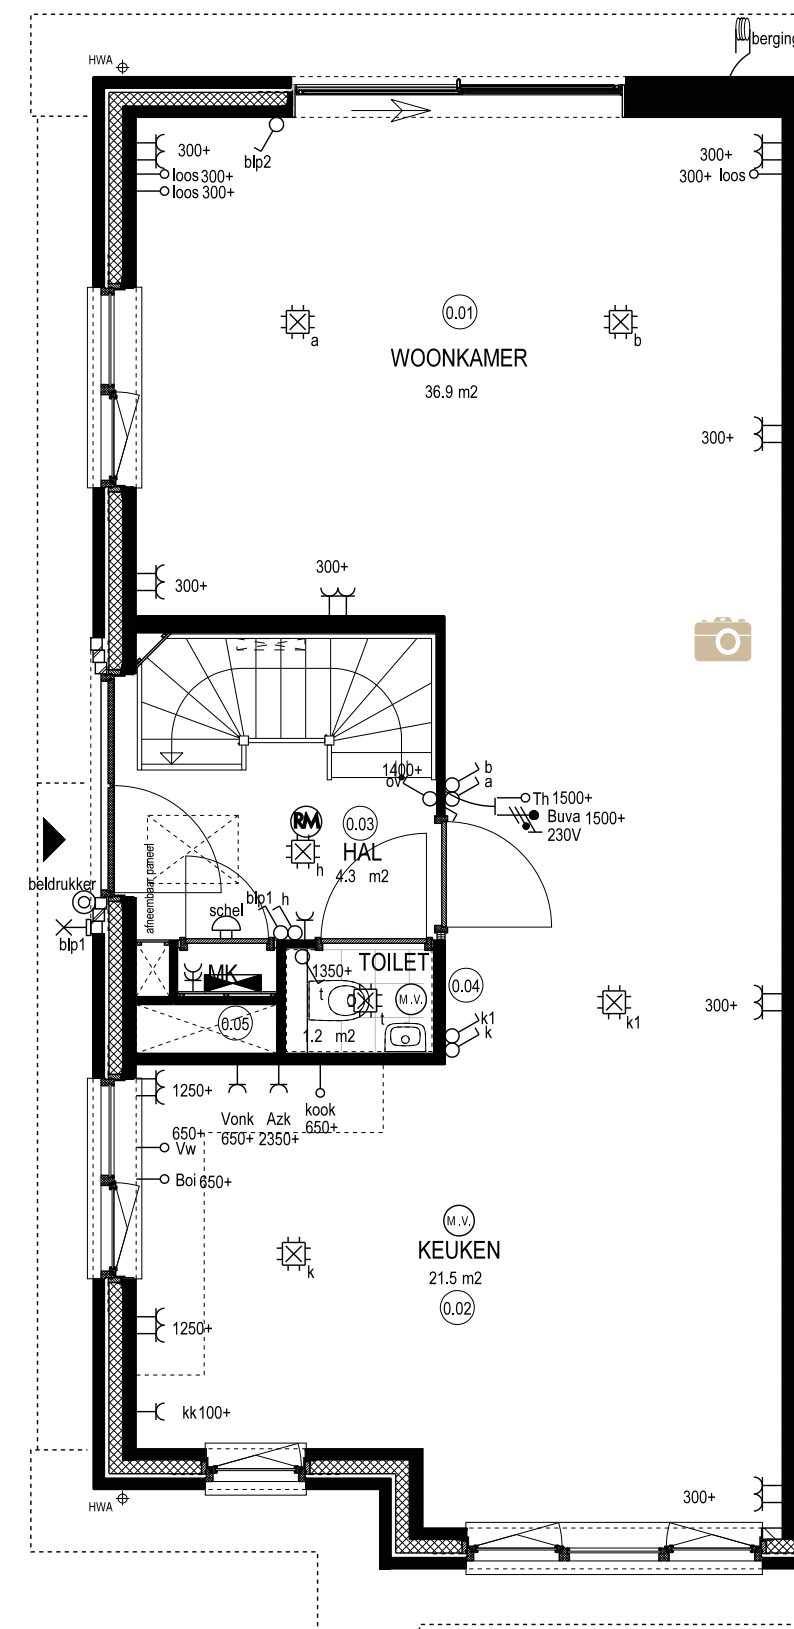 berging
HWA
blp2
300+
loos 300+
loos 300+
300+
300+ loos
0.01
a
b
WOONKAMER
36.9 m2
300+
300+
300+
1400+
b
a
Th 1500+
Buva 1500+
230V
RM
0.03
HAL
4.3 m2
h
afneembaar paneel
beldrukker
blp1
blp1 h
schel
TOILET
1350+
MK
t
t
M.V.
0.04
0.05
1.2 m2
k1
k
k1
300+
1250+
Vonk
650+
Azk
2350+
kook
650+
650+
Vw
Boi 650+
M.V.
KEUKEN
21.5 m2
0.02
k
1250+
kk100+
300+
HWA